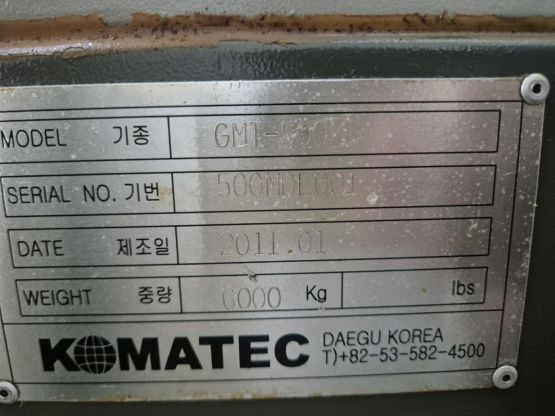 MODEL 기종
SERIAL NO. 기번 500MDL001
DATE 제조일 2011.01
WEIGHT 중량 6000 Kg lbs
KOMATEC DAEGU KOREA
T)+82-53-582-4500